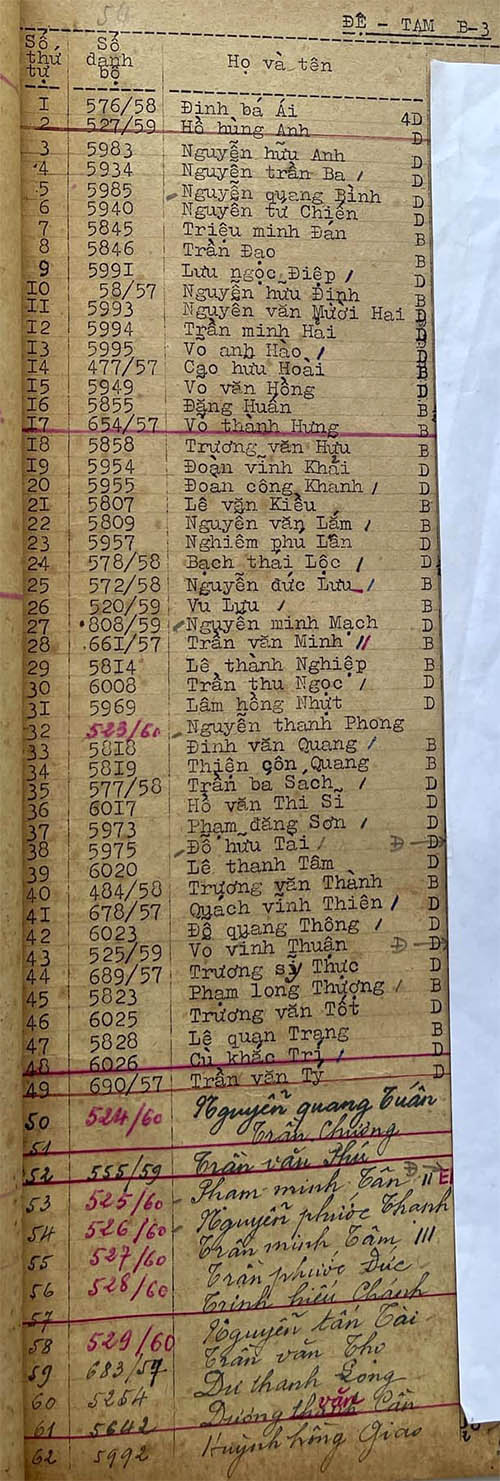 54
ĐỆ - TAM B-3
Số thứ tự Số danh bộ Họ và tên
1 576/58 Đinh bá Ái 4D
2 527/59 Hồ hùng Anh D
3 5983 Nguyễn hữu Anh D
4 5934 Nguyễn trần Ba / D
5 5985 Nguyễn quang Bình D
6 5940 Nguyễn tư Chiến D
7 5845 Triệu minh Đán B
8 5846 Trần Đạo B
9 5991 Lưu ngọc Điệp / D
10 58/57 Nguyễn hữu Định B
11 5993 Nguyễn văn Mười Hai D
12 5994 Trần minh Hải D
13 5995 Võ anh Hào / D
14 477/57 Cao hữu Hoài B
15 5949 Võ văn Hồng D
16 5855 Đặng Huấn B
17 654/57 Võ thành Hưng B
18 5858 Trương văn Hựu B
19 5954 Đoàn vĩnh Khải D
20 5955 Đoàn công Khanh / D
21 5807 Lê văn Kiều B
22 5809 Nguyễn văn Lắm / B
23 5957 Nghiêm phú Lân D
24 578/58 Bạch thái Lộc / D
25 572/58 Nguyễn đức Lưu / B
26 520/59 Vu Lựu / B
27 808/59 Nguyễn minh Mạch D
28 661/57 Trần văn Minh // B
29 5814 Lê thành Nghiệp B
30 6008 Trần thu Ngọc / D
31 5969 Lâm hồng Nhựt D
32 523/60 Nguyễn thanh Phong
33 5818 Đinh văn Quang / B
34 5819 Thiện côn Quang B
35 577/58 Trần bá Sách / D
36 6017 Hồ văn Thi Sĩ D
37 5973 Phạm đăng Sơn / D
38 5975 Đỗ hữu Tài / D → D
39 6020 Lê thanh Tâm D
40 484/58 Trương văn Thành B
41 678/57 Quách vĩnh Thiên / D
42 6023 Đỗ quang Thông / D
43 525/59 Võ vĩnh Thuận D → D
44 689/57 Trương sỹ Thực D
45 5823 Phạm long Thượng / B
46 6025 Trương văn Tốt D
47 5828 Lê quan Trang B
48 6026 Cù khắc Trí / D
49 690/57 Trần văn Tý D
50 524/60 Nguyễn quang Tuấn
51 Trần Chương
52 555/59 Trần văn Phú
53 525/60 Phạm minh Tân II D → E
54 526/60 Nguyễn phước Thanh
55 527/60 Trần minh Tâm III
56 528/60 Trần phước Đức
57 Trịnh hiếu Chánh
58 529/60 Nguyễn tấn Tài
59 683/57 Trần văn Thọ
60 5254 Dư thanh Long
61 5642 Dương văn Cần
62 5992 Huỳnh hồng Giao